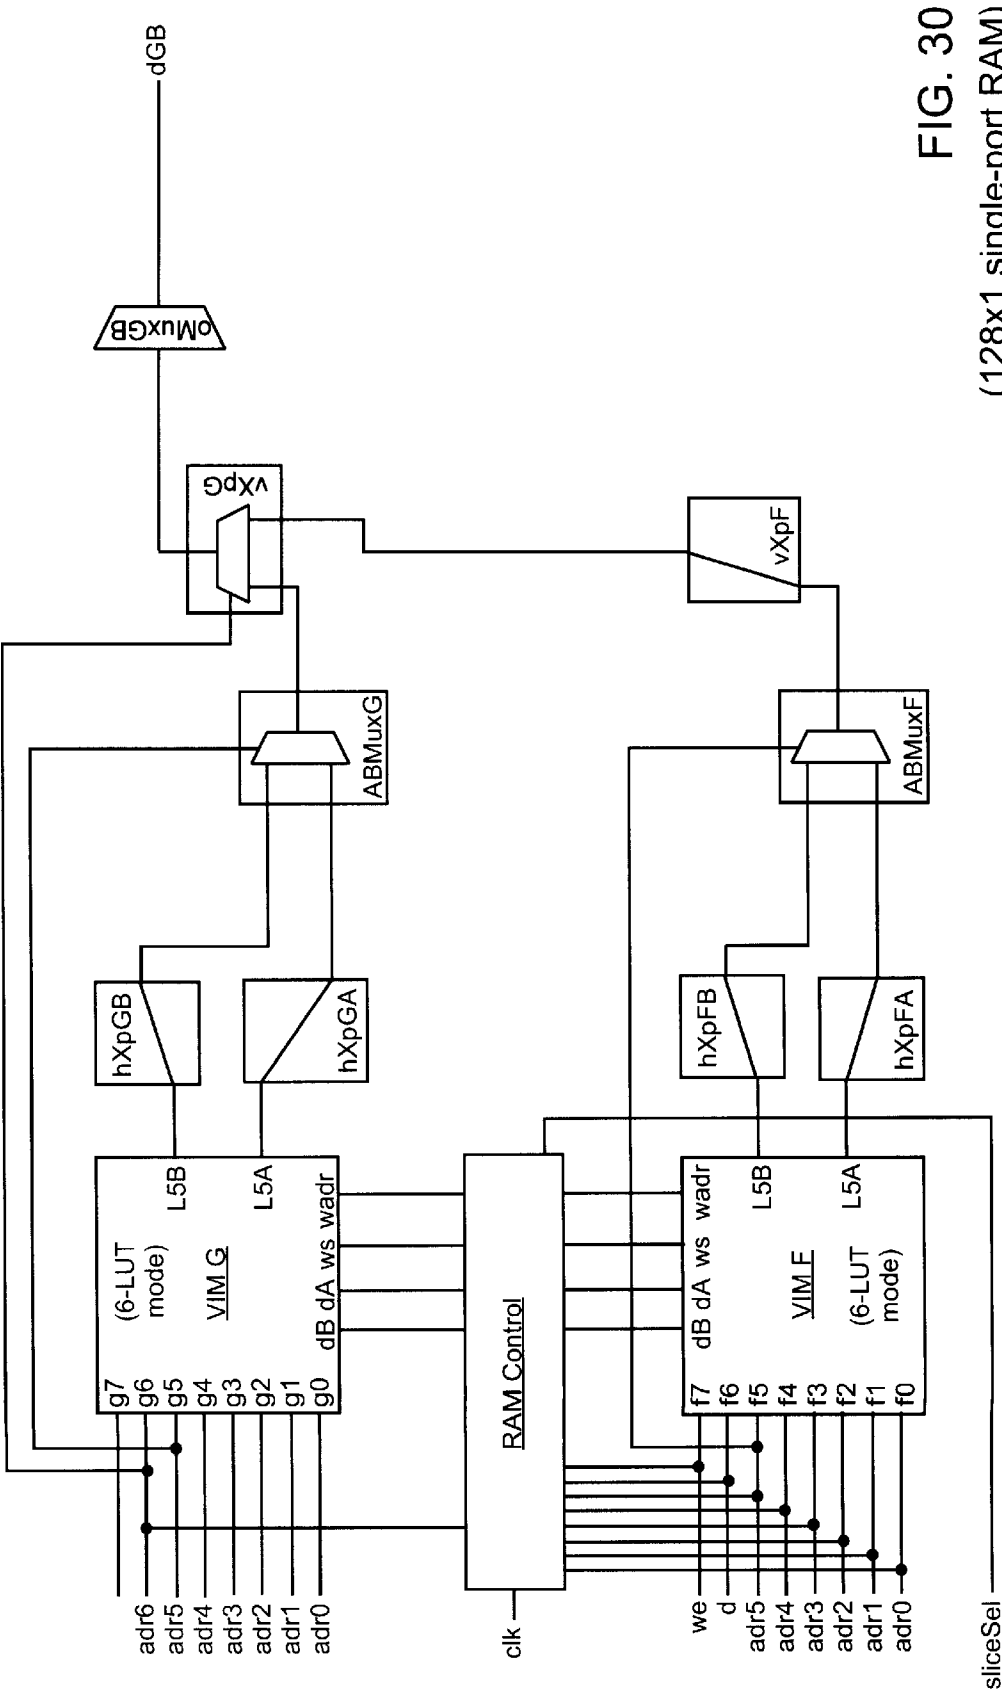 dGB
oMuxGB
vXpG
vXpF
ABMuxG
ABMuxF
hXpGB
hXpGA
hXpFB
hXpFA
L5B
L5A
(6-LUT
mode)
VIM G
dB dA ws wadr
g7
g6
g5
g4
g3
g2
g1
g0
adr6
adr5
adr4
adr3
adr2
adr1
adr0
RAM Control
clk
L5B
L5A
dB dA ws wadr
VIM F
(6-LUT
mode)
f7
f6
f5
f4
f3
f2
f1
f0
we
d
adr5
adr4
adr3
adr2
adr1
adr0
sliceSel
FIG. 30
(128x1 single-port RAM)